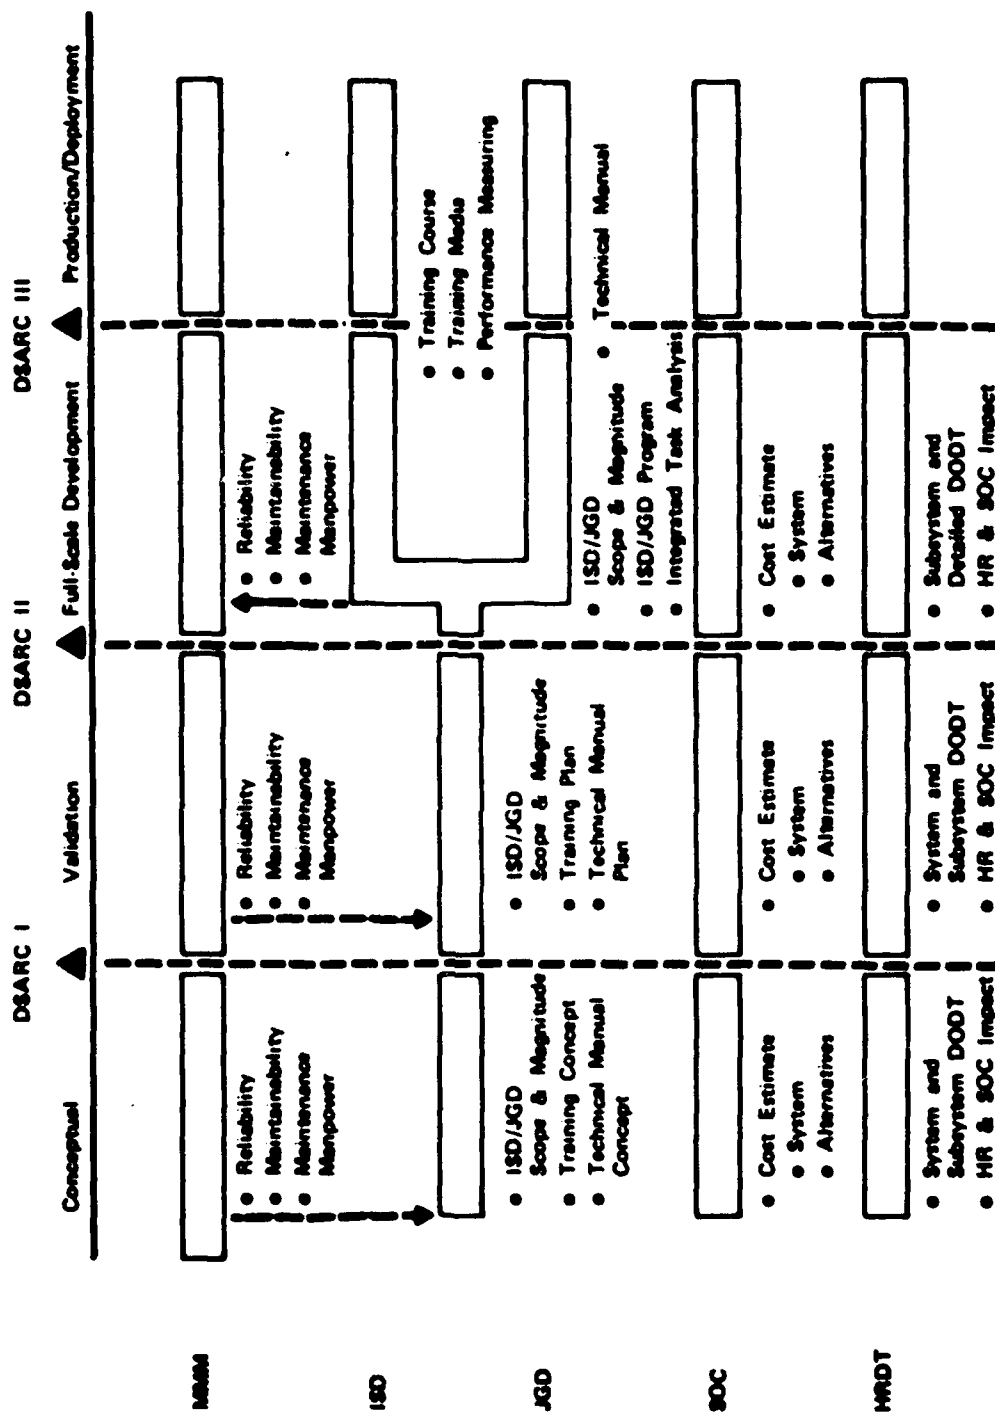 DSARC I
DSARC II
DSARC III
Conceptual
Validation
Full-Scale Development
Production/Deployment
MMM
● Reliability
● Maintainability
● Maintenance
Manpower
● Reliability
● Maintainability
● Maintenance
Manpower
● Reliability
● Maintainability
● Maintenance
Manpower
ISD
● Training Course
● Training Media
● Performance Measuring
JGD
● ISD/JGD
Scope & Magnitude
● Training Concept
● Technical Manual
Concept
● ISD/JGD
Scope & Magnitude
● Training Plan
● Technical Manual
Plan
● ISD/JGD
Scope & Magnitude
● ISD/JGD Program
● Integrated Task Analysis
● Technical Manual
SOC
● Cost Estimate
● System
● Alternatives
● Cost Estimate
● System
● Alternatives
● Cost Estimate
● System
● Alternatives
HRDT
● System and
Subsystem DODT
● HR & SOC Impact
● System and
Subsystem DODT
● HR & SOC Impact
● Subsystem and
Detailed DODT
● HR & SOC Impact